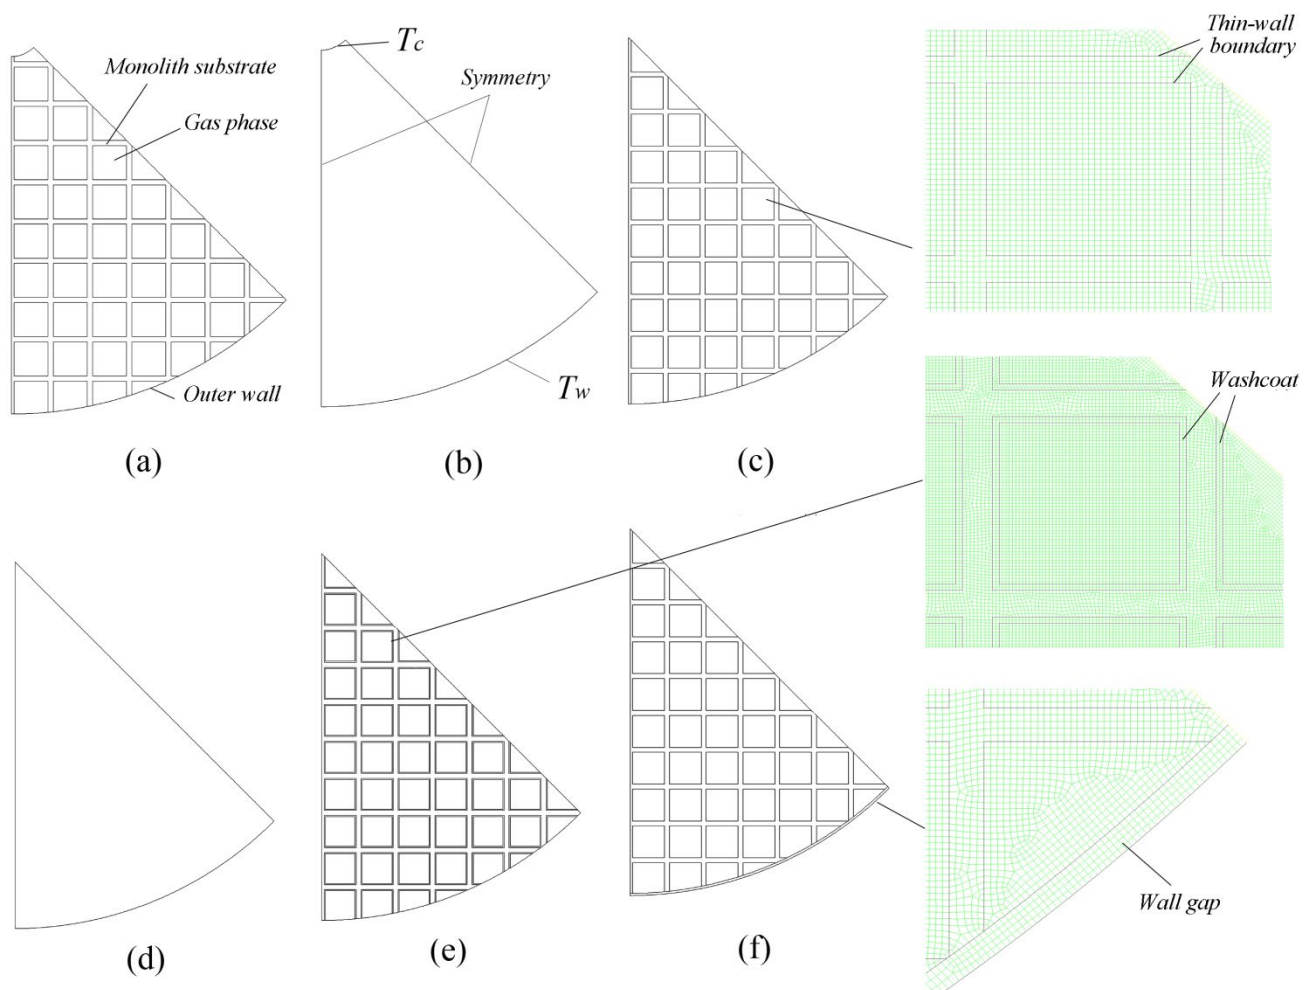 Monolith substrate
Gas phase
Outer wall
(a)
Tc
Symmetry
Tw
(b)
(c)
Thin-wall
boundary
Washcoat
Wall gap
(d)
(e)
(f)